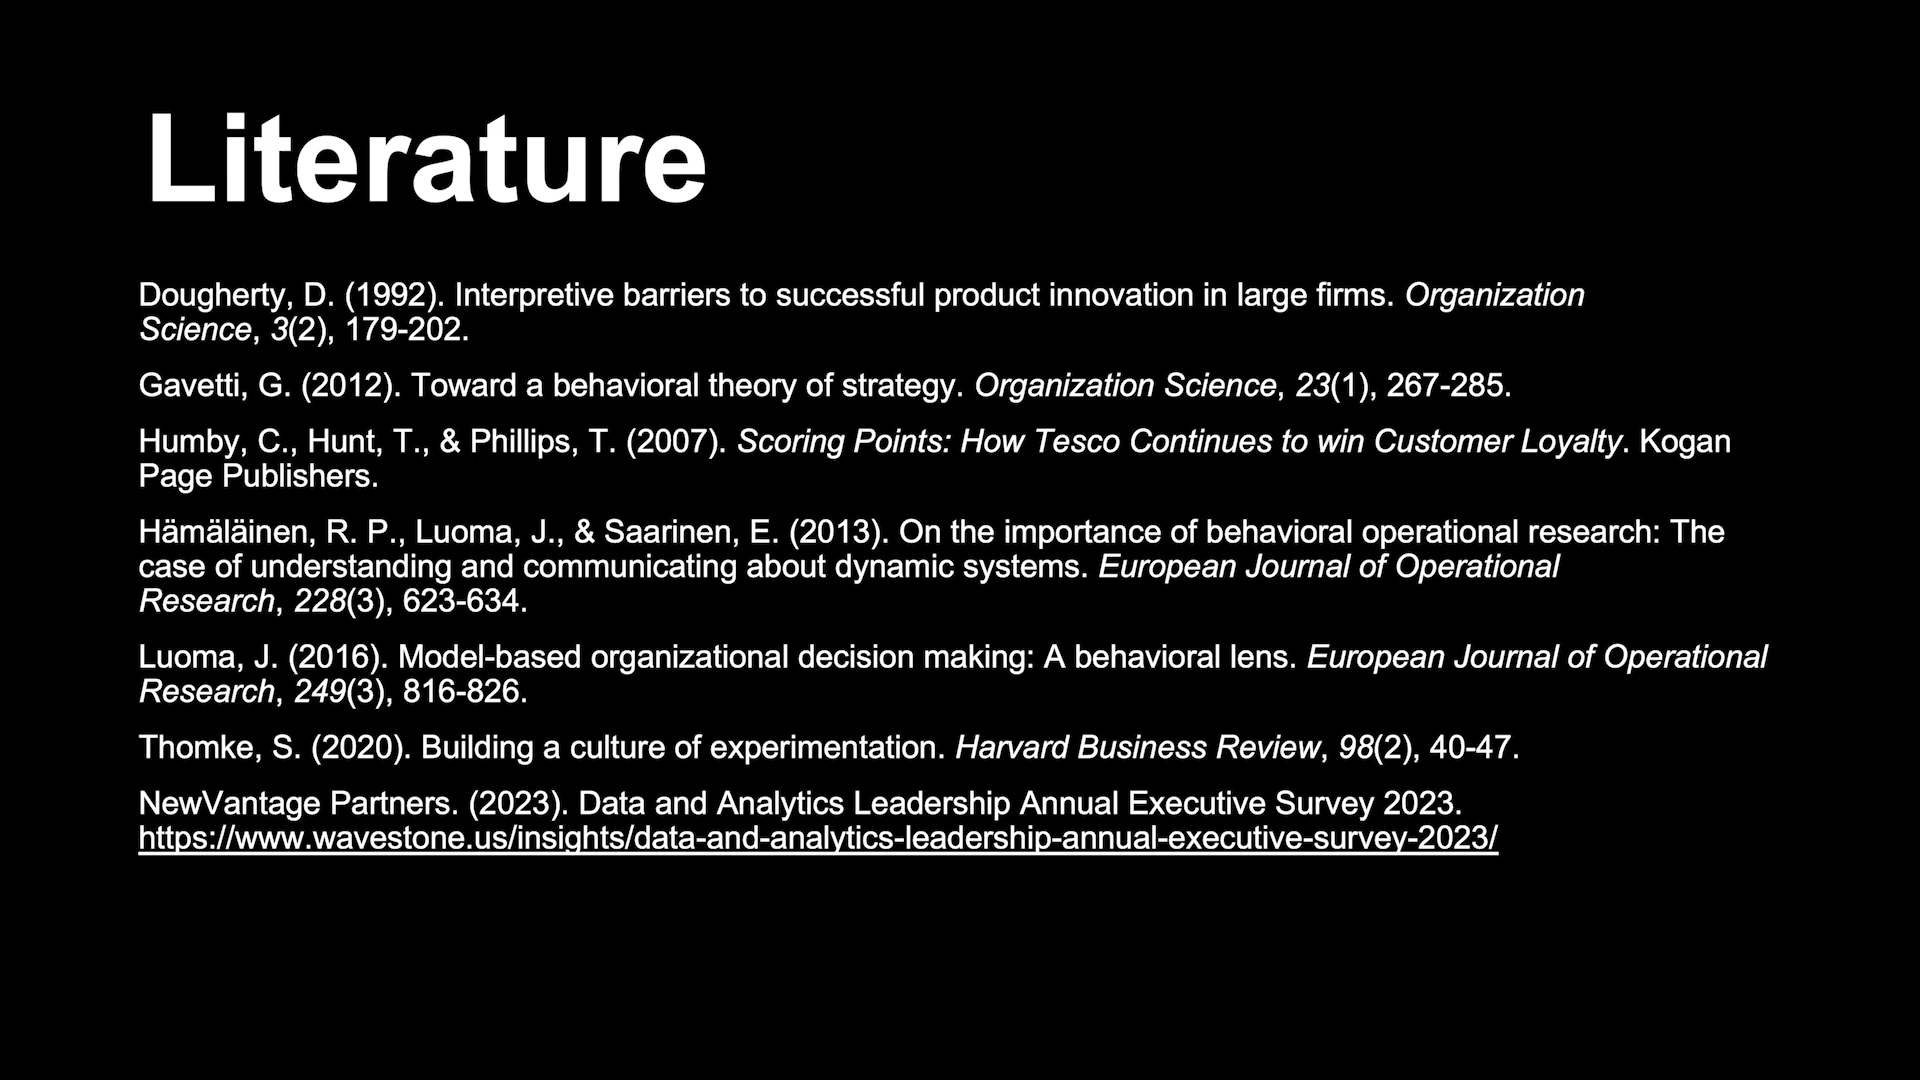 Literature
Dougherty, D. (1992). Interpretive barriers to successful product innovation in large firms. Organization
Science, 3(2), 179-202.
Gavetti, G. (2012). Toward a behavioral theory of strategy. Organization Science, 23(1), 267-285.
Humby, C., Hunt, T., & Phillips, T. (2007). Scoring Points: How Tesco Continues to win Customer Loyalty. Kogan
Page Publishers.
Hämäläinen, R. P., Luoma, J., & Saarinen, E. (2013). On the importance of behavioral operational research: The
case of understanding and communicating about dynamic systems. European Journal of Operational
Research, 228(3), 623-634.
Luoma, J. (2016). Model-based organizational decision making: A behavioral lens. European Journal of Operational
Research, 249(3), 816-826.
Thomke, S. (2020). Building a culture of experimentation. Harvard Business Review, 98(2), 40-47.
NewVantage Partners. (2023). Data and Analytics Leadership Annual Executive Survey 2023.
https://www.wavestone.us/insights/data-and-analytics-leadership-annual-executive-survey-2023/